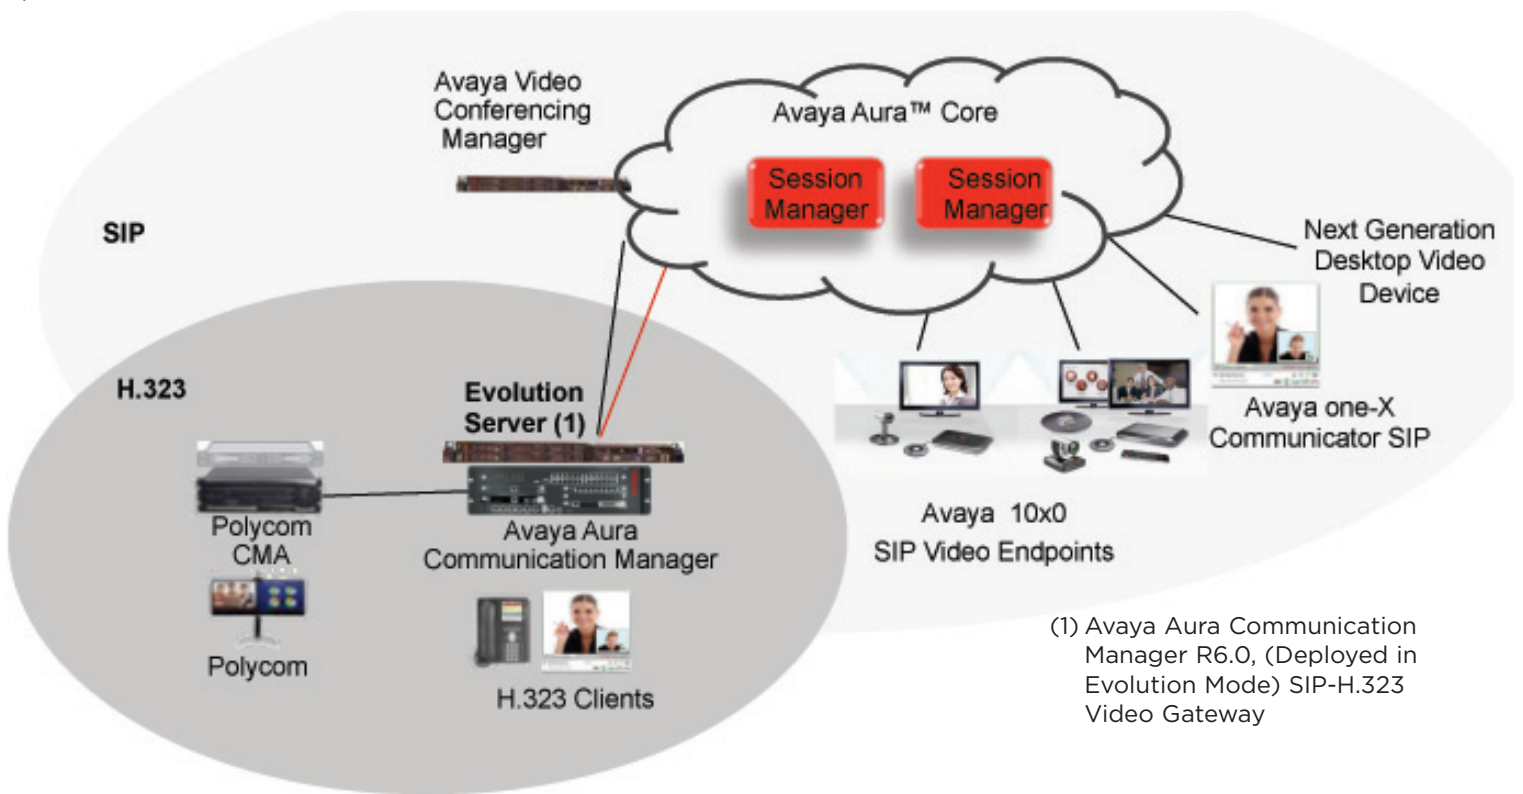 Avaya Video
Conferencing
Manager
Avaya Aura™ Core
Session
Manager
Session
Manager
SIP
Next Generation
Desktop Video
Device
H.323
Evolution
Server (1)
Avaya one-X
Communicator SIP
Polycom
CMA
Avaya Aura
Communication Manager
Avaya 10x0
SIP Video Endpoints
Polycom
H.323 Clients
(1) Avaya Aura Communication
Manager R6.0, (Deployed in
Evolution Mode) SIP-H.323
Video Gateway